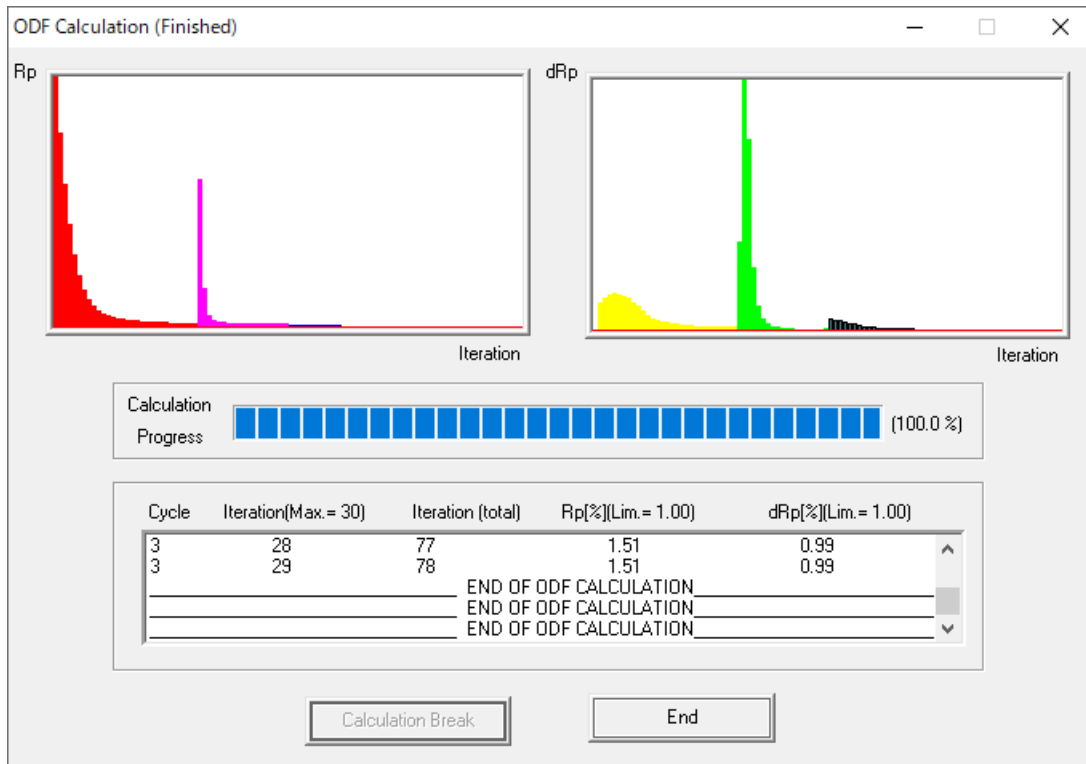 ODF Calculation (Finished)
Rp
dRp
Iteration
Iteration
Calculation
Progress
(100.0 %)
Cycle Iteration(Max.= 30) Iteration (total) Rp[%](Lim.= 1.00) dRp[%](Lim.= 1.00)
3 28 77 1.51 0.99
3 29 78 1.51 0.99
END OF ODF CALCULATION
END OF ODF CALCULATION
END OF ODF CALCULATION
Calculation Break
End